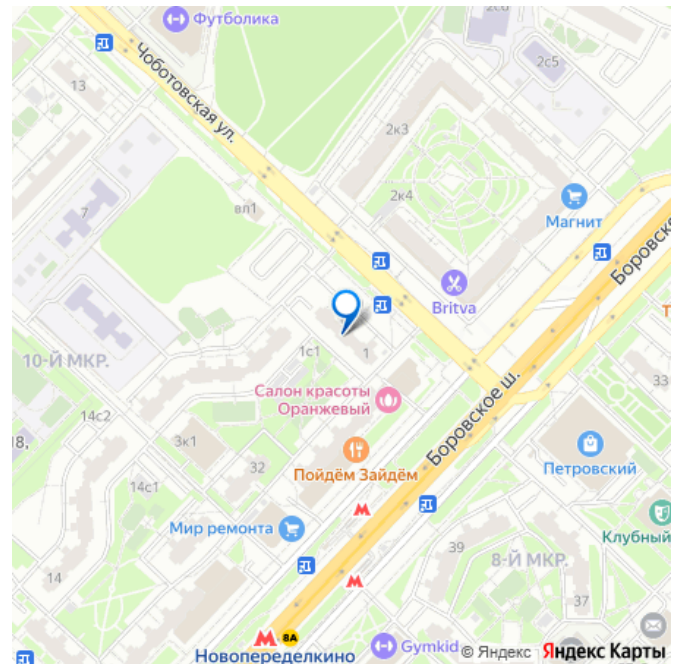 2с6
Футболика
2с5
13
Чоботовская ул.
2к3
7
2к4
вл1
Магнит
Боровско
Britva
1с1
1
10-Й МКР.
33
Салон красоты
Оранжевый
14с2
18,
3к1
32
Боровское ш.
Пойдём Зайдём
Петровский
14с1
Мир ремонта
Клубный
39
8-Й МКР.
14
37
8А
Новопеределкино
Gymkid
© Яндекс Яндекс Карты